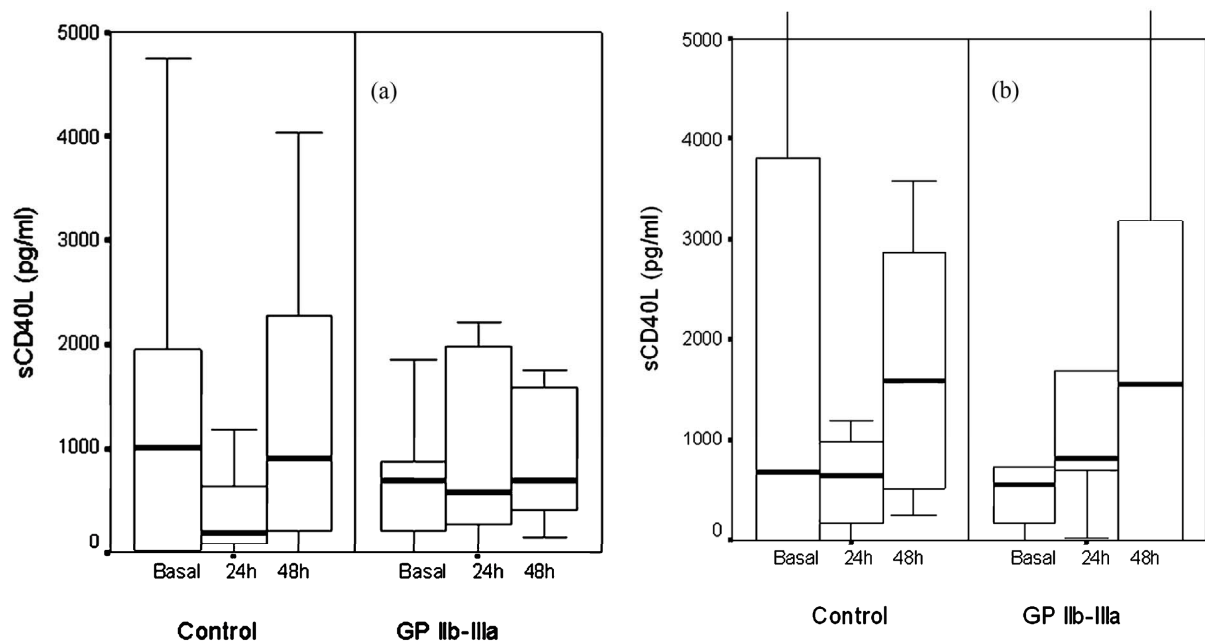 sCD40L (pg/ml)
5000
4000
3000
2000
1000
0
(a)
Basal 24h 48h Basal 24h 48h
Control GP IIb-IIIa
sCD40L (pg/ml)
5000
4000
3000
2000
1000
0
(b)
Basal 24h 48h Basal 24h 48h
Control GP IIb-IIIa